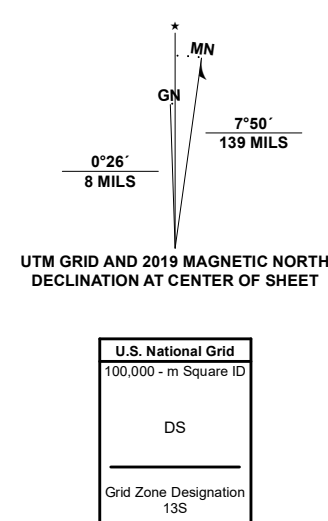 ★
MN
GN
7°50´
139 MILS
0°26´
8 MILS
UTM GRID AND 2019 MAGNETIC NORTH
DECLINATION AT CENTER OF SHEET
U.S. National Grid
100,000 - m Square ID
DS
Grid Zone Designation
13S